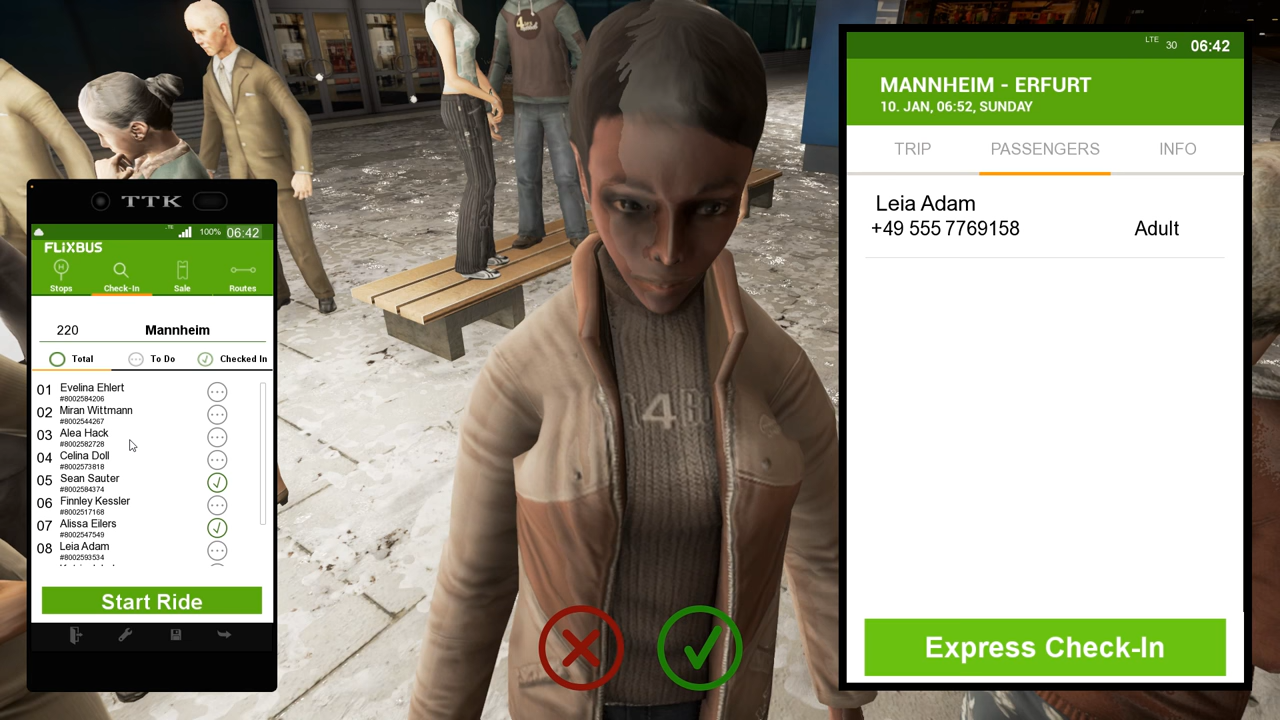 TTK
100% 06:42
FLiXBUS
Stops Check-In Sale Routes
220 Mannheim
Total To Do Checked In
01 Evelina Ehlert
#8002584206
02 Miran Wittmann
#8002544267
03 Alea Hack
#8002582728
04 Celina Doll
#8002573818
05 Sean Sauter
#8002584374
06 Finnley Kessler
#8002517168
07 Alissa Eilers
#8002547549
08 Leia Adam
#8002593534
Start Ride
4
LTE 30 06:42
MANNHEIM - ERFURT
10. JAN, 06:52, SUNDAY
TRIP PASSENGERS INFO
Leia Adam
+49 555 7769158 Adult
Express Check-In